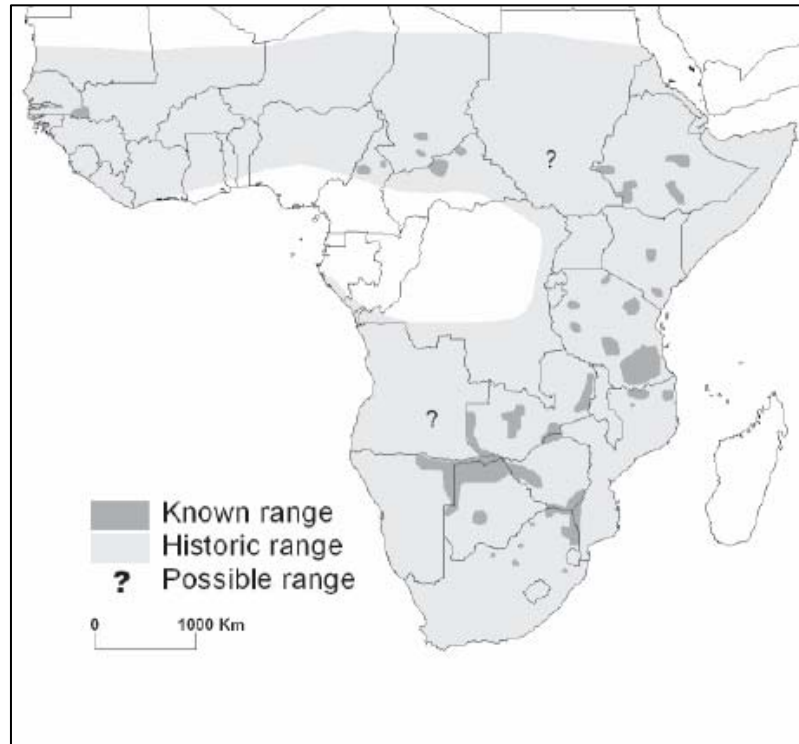 ?
?
Known range
Historic range
? Possible range
0 1000 Km